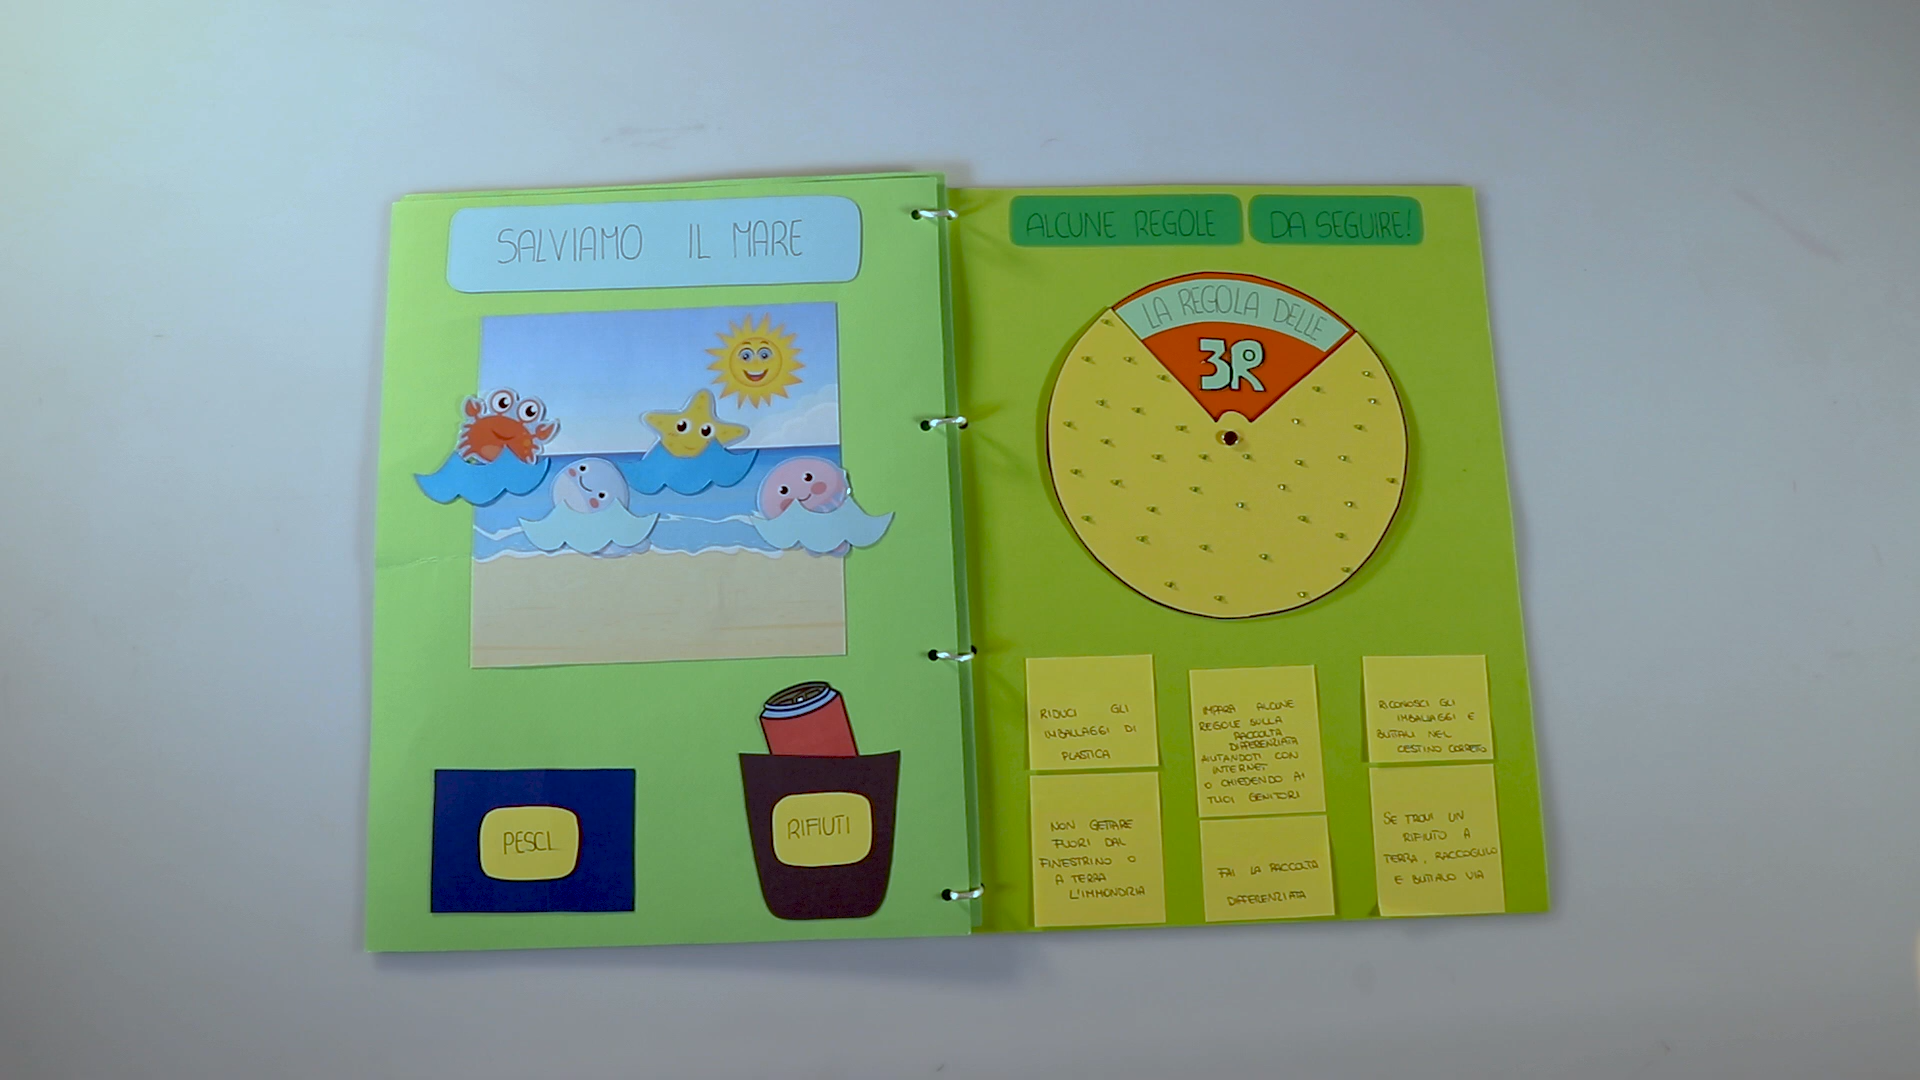 SALVIAMO IL MARE
PESCI
RIFIUTI
ALCUNE REGOLE DA SEGUIRE!
LA REGOLA DELLE
3R
RIDUCI GLI
IMBALLAGGI DI
PLASTICA
NON GETTARE
FUORI DAL
FINESTRINO O
A TERRA
L'IMMONDIZIA
IMPARA ALCUNE
REGOLE SULLA
RACCOLTA
DIFFERENZIATA
AIUTANDOTI CON
INTERNET
O CHIEDENDO AI
TUOI GENITORI
FAI LA RACCOLTA
DIFFERENZIATA
RICONOSCI GLI
IMBALLAGGI E
BUTTALI NEL
CESTINO CORRETTO
SE TROVI UN
RIFIUTO A
TERRA, RACCOGLILO
E BUTTALO VIA